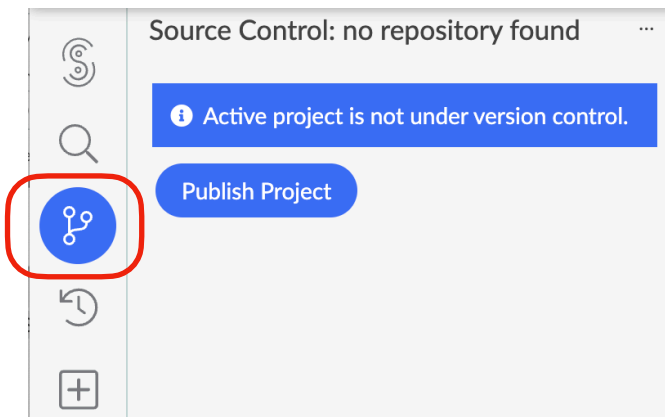 Source Control: no repository found
...
Active project is not under version control.
Publish Project